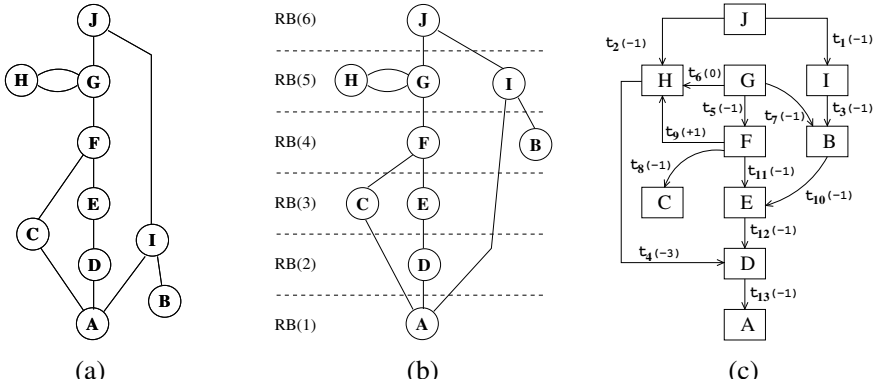 J
H
G
F
E
C
I
D
B
A
(a)
RB(6)
J
RB(5)
H
G
I
RB(4)
F
B
RB(3)
C
E
RB(2)
D
RB(1)
A
(b)
J
t2(-1)
t1(-1)
H
t6(0)
G
I
t5(-1)
t3(-1)
t7(-1)
t9(+1)
F
B
t8(-1)
t11(-1)
C
E
t10(-1)
t12(-1)
t4(-3)
D
t13(-1)
A
(c)